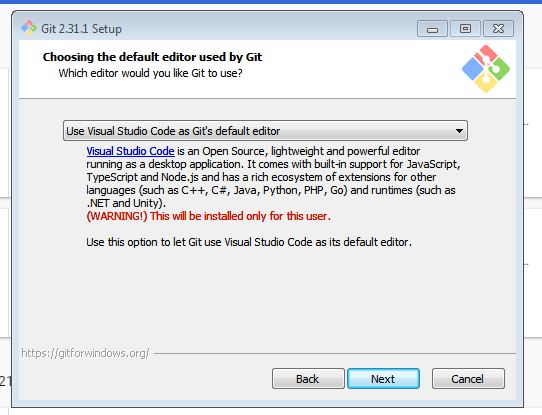 Git 2.31.1 Setup
Choosing the default editor used by Git
Which editor would you like Git to use?
Use Visual Studio Code as Git's default editor
Visual Studio Code is an Open Source, lightweight and powerful editor
running as a desktop application. It comes with built-in support for JavaScript,
TypeScript and Node.js and has a rich ecosystem of extensions for other
languages (such as C++, C#, Java, Python, PHP, Go) and runtimes (such as
.NET and Unity).
(WARNING!) This will be installed only for this user.
Use this option to let Git use Visual Studio Code as its default editor.
https://gitforwindows.org/
Back
Next
Cancel
21